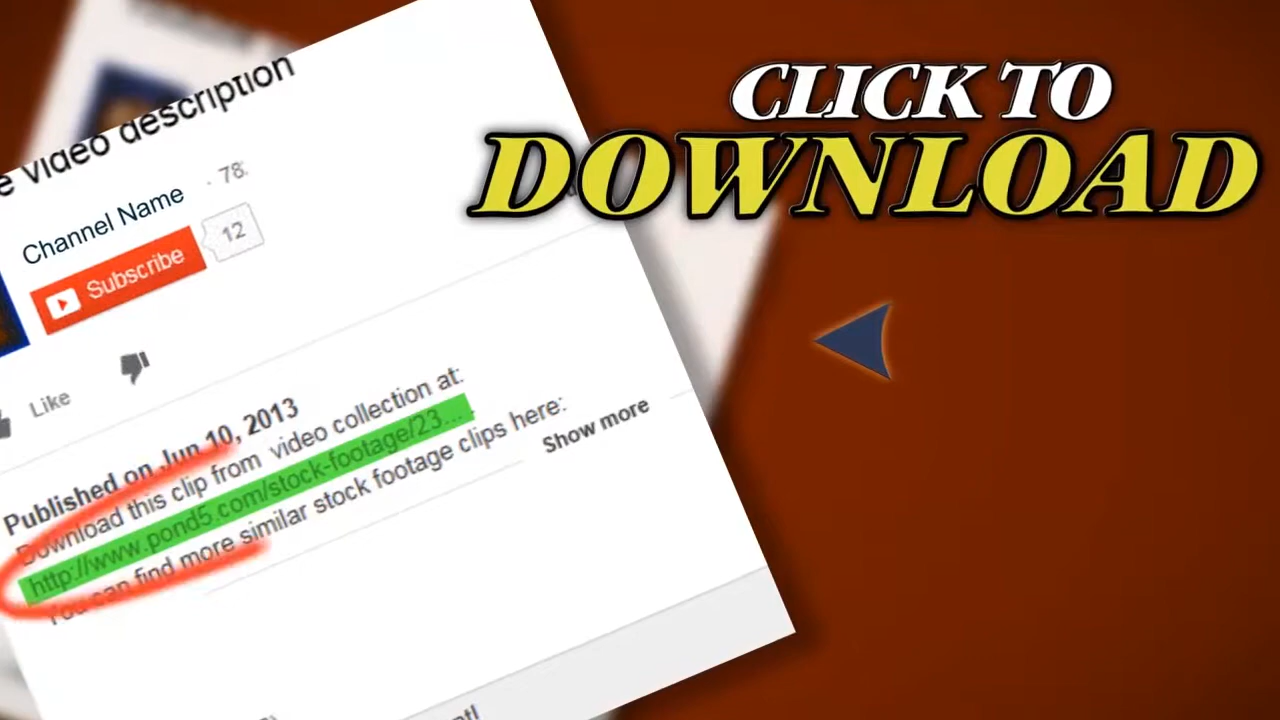 CLICK TO
DOWNLOAD
e video description
Channel Name
Subscribe
12
Like
Published on Jun 10, 2013
Download this clip from video collection at:
http://www.pond5.com/stock-footage/23...
You can find more similar stock footage clips here:
Show more